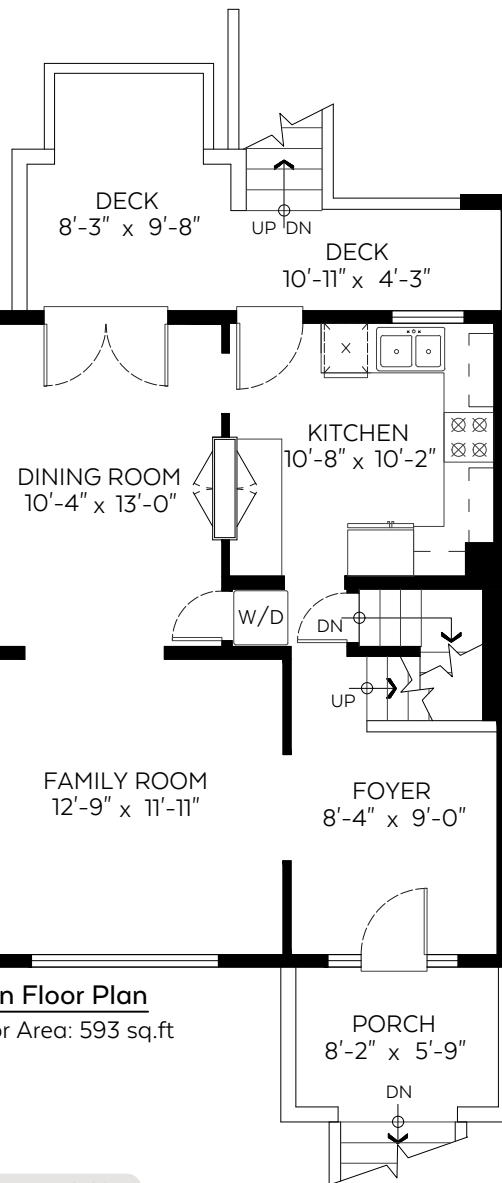 DECK
8'-3" x 9'-8"
UP DN
DECK
10'-11" x 4'-3"
KITCHEN
10'-8" x 10'-2"
DINING ROOM
10'-4" x 13'-0"
X
W/D
DN
UP
FAMILY ROOM
12'-9" x 11'-11"
FOYER
8'-4" x 9'-0"
n Floor Plan
or Area: 593 sq.ft
PORCH
8'-2" x 5'-9"
DN